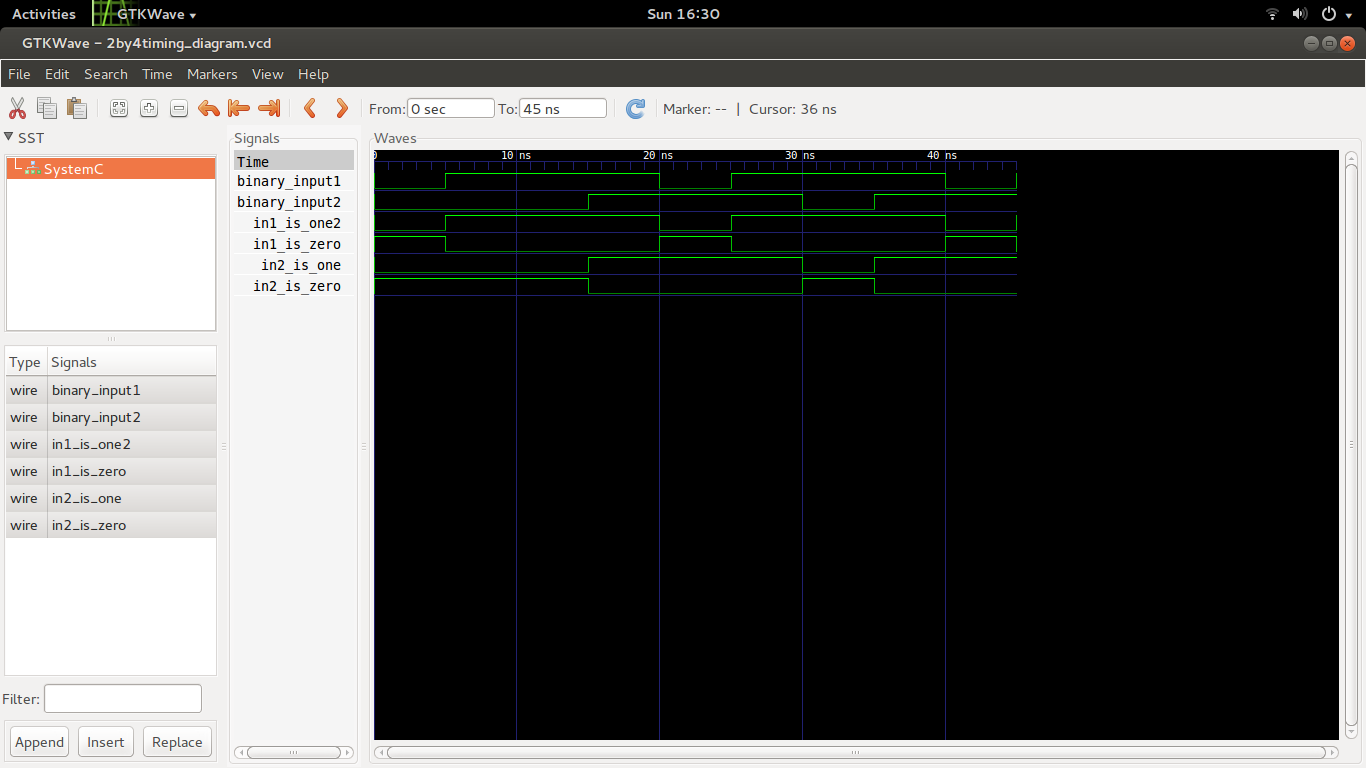 Activities GTKWave Sun 16:30
GTKWave – 2by4timing_diagram.vcd
File Edit Search Time Markers View Help
From: 0 sec To: 45 ns Marker: -- | Cursor: 36 ns
SST
SystemC
Type Signals
wire binary_input1
wire binary_input2
wire in1_is_one2
wire in1_is_zero
wire in2_is_one
wire in2_is_zero
Filter:
Append Insert Replace
Signals
Time
binary_input1
binary_input2
in1_is_one2
in1_is_zero
in2_is_one
in2_is_zero
Waves
0 10 ns 20 ns 30 ns 40 ns